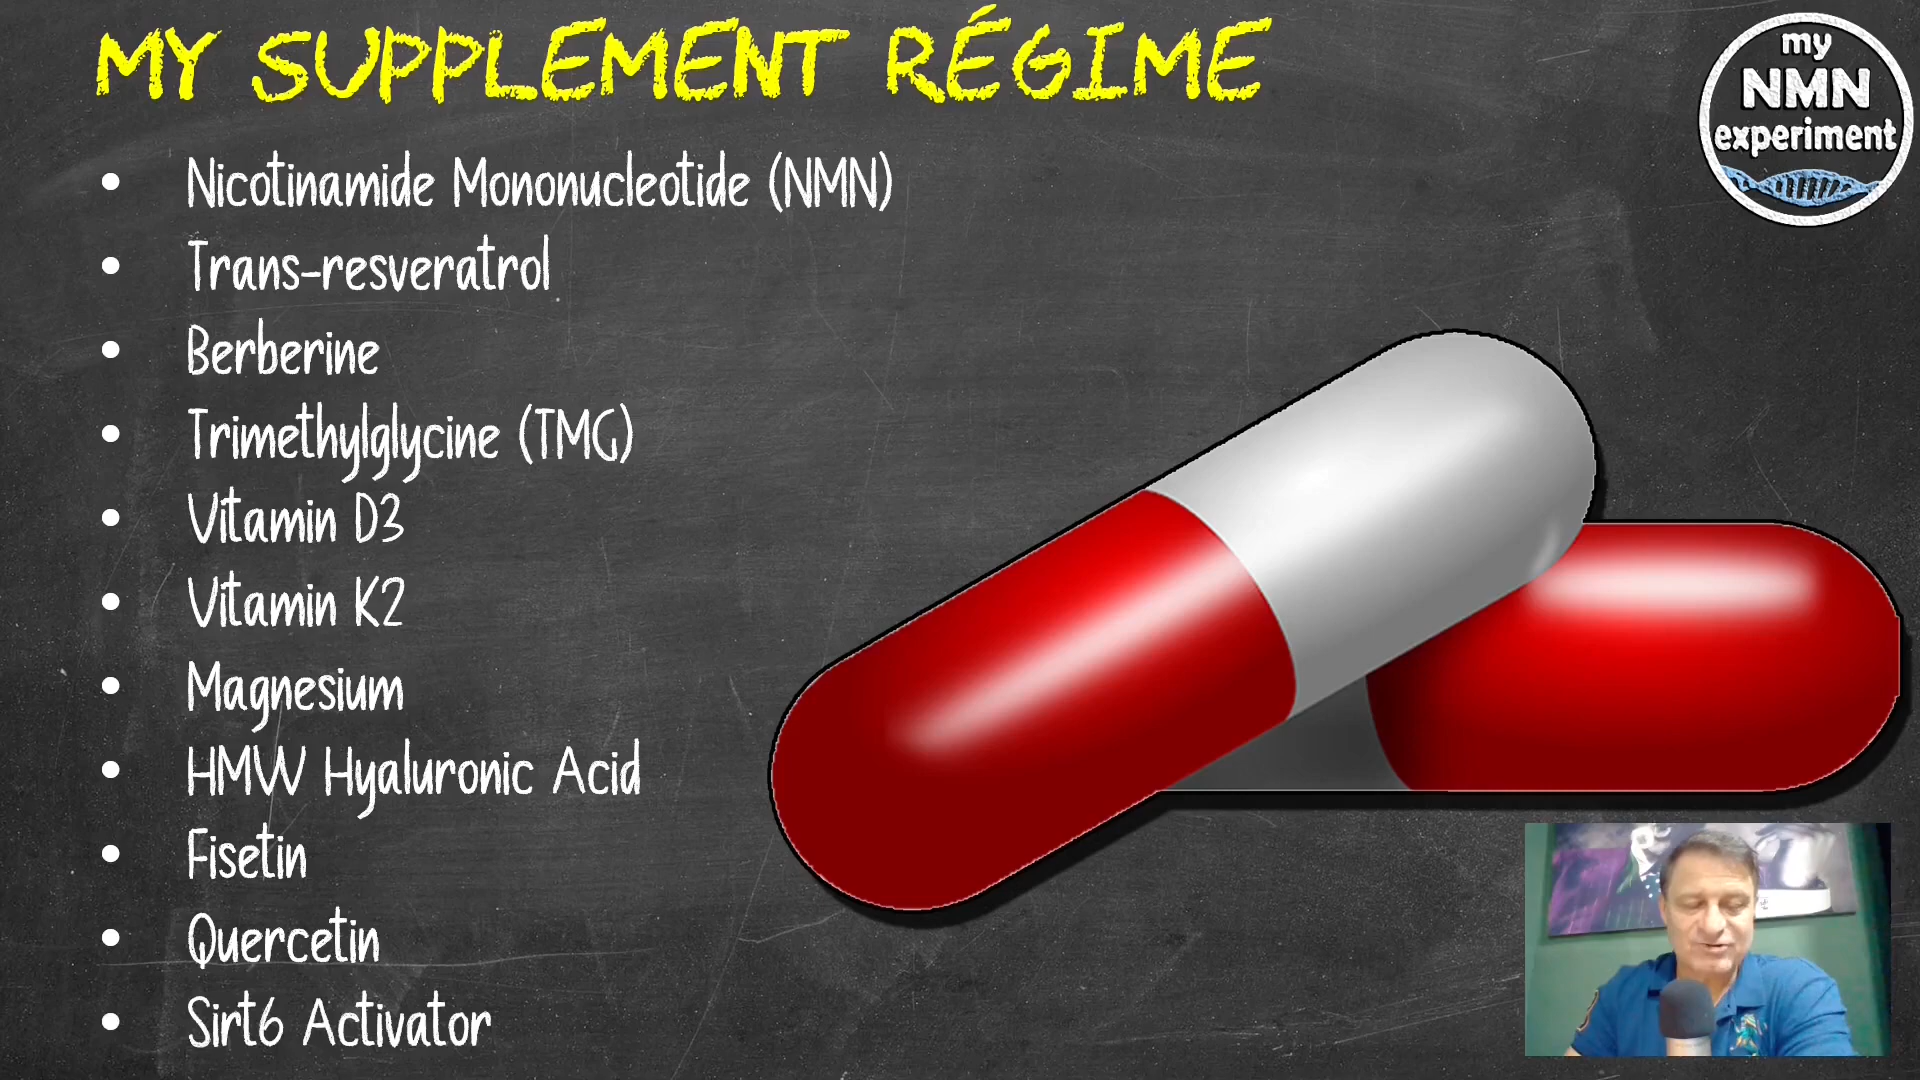 MY SUPPLEMENT RÉGIME
my
NMN
experiment
• Nicotinamide Mononucleotide (NMN)
• Trans-resveratrol
• Berberine
• Trimethylglycine (TMG)
• Vitamin D3
• Vitamin K2
• Magnesium
• HMW Hyaluronic Acid
• Fisetin
• Quercetin
• Sirt6 Activator